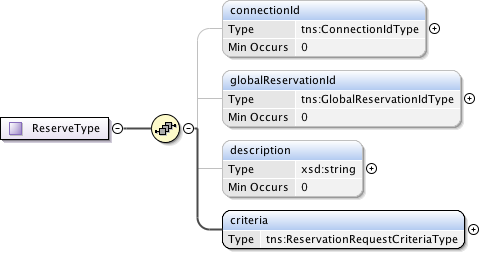 connectionId
Type tns:ConnectionIdType
Min Occurs 0
globalReservationId
Type tns:GlobalReservationIdType
Min Occurs 0
ReserveType
description
Type xsd:string
Min Occurs 0
criteria
Type tns:ReservationRequestCriteriaType